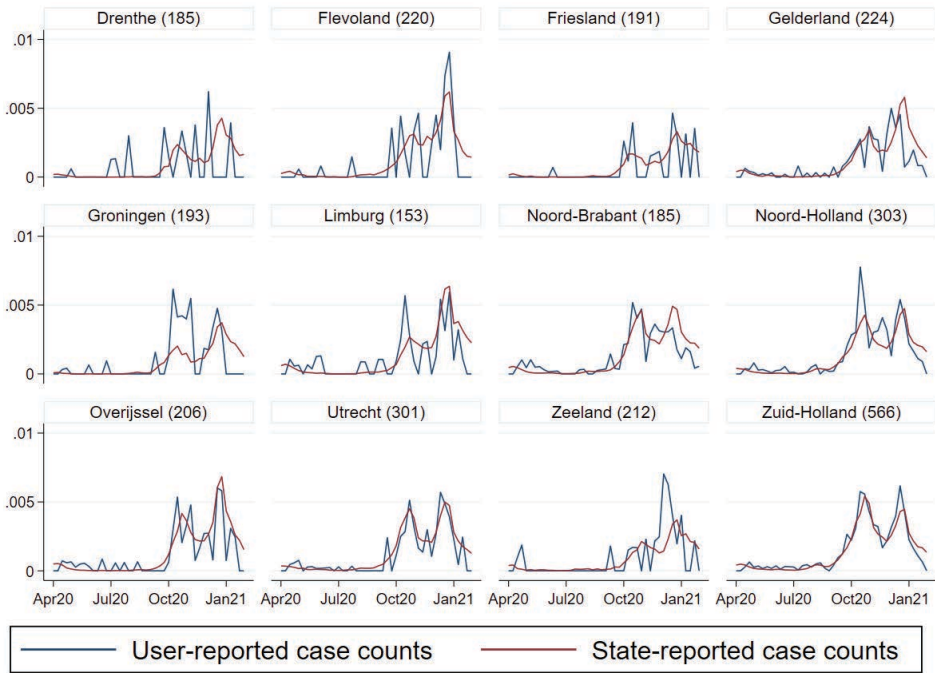 Drenthe (185) Flevoland (220) Friesland (191) Gelderland (224)
.01
.005
0
Groningen (193) Limburg (153) Noord-Brabant (185) Noord-Holland (303)
.01
.005
0
Overijssel (206) Utrecht (301) Zeeland (212) Zuid-Holland (566)
.01
.005
0
Apr20 Jul20 Oct20 Jan21 Apr20 Jul20 Oct20 Jan21 Apr20 Jul20 Oct20 Jan21 Apr20 Jul20 Oct20 Jan21
User-reported case counts State-reported case counts